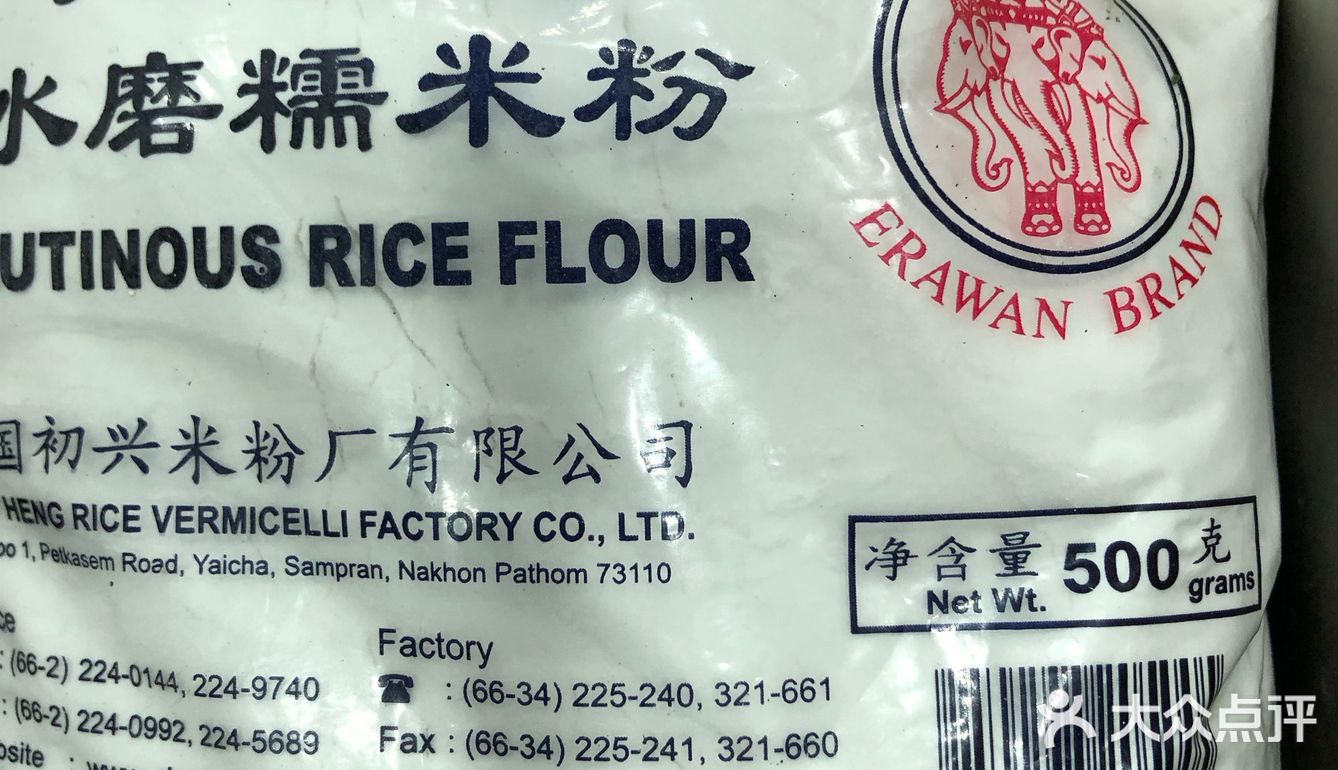 水磨糯米粉
UTINOUS RICE FLOUR
ERAWAN BRAND
国初兴米粉厂有限公司
HENG RICE VERMICELLI FACTORY CO., LTD.
oo 1, Petkasem Road, Yaicha, Sampran, Nakhon Pathom 73110
净含量 500 克
Net Wt. grams
ce
Factory
: (66-2) 224-0144, 224-9740
: (66-34) 225-240, 321-661
: (66-2) 224-0992, 224-5689
Fax : (66-34) 225-241, 321-660
osite :
大众点评